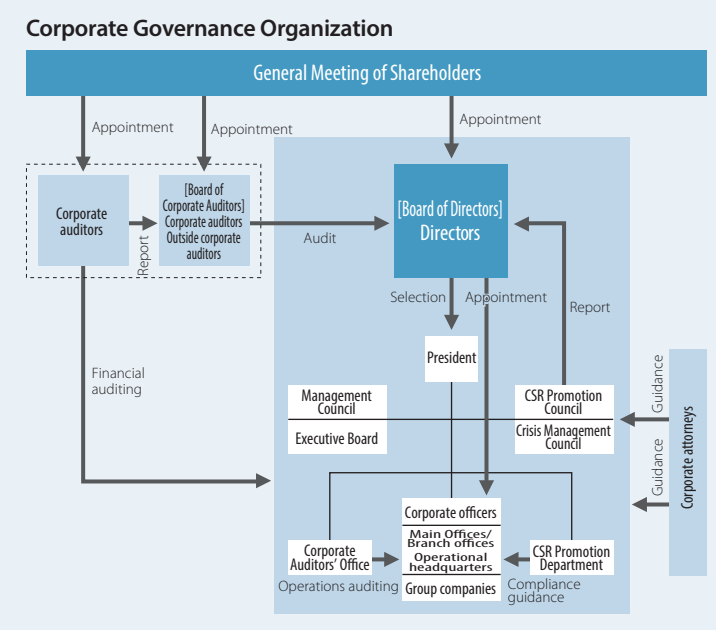 Corporate Governance Organization
General Meeting of Shareholders
Appointment
Appointment
Appointment
Corporate
auditors
Report
[Board of
Corporate Auditors]
Corporate auditors
Outside corporate
auditors
Audit
[Board of Directors]
Directors
Selection
Appointment
Report
President
Financial
auditing
Management
Council
Executive Board
CSR Promotion
Council
Crisis Management
Council
Guidance
Guidance
Corporate attorneys
Corporate officers
Main Offices/
Branch offices
Operational
headquarters
Group companies
Corporate
Auditors' Office
Operations auditing
CSR Promotion
Department
Compliance
guidance